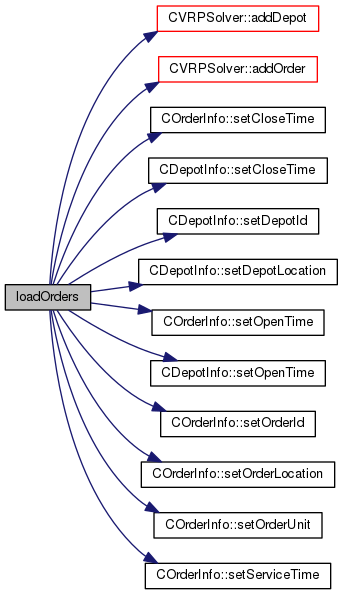 CVRPSolver::addDepot
CVRPSolver::addOrder
COrderInfo::setCloseTime
CDepotInfo::setCloseTime
CDepotInfo::setDepotId
CDepotInfo::setDepotLocation
loadOrders
COrderInfo::setOpenTime
CDepotInfo::setOpenTime
COrderInfo::setOrderId
COrderInfo::setOrderLocation
COrderInfo::setOrderUnit
COrderInfo::setServiceTime